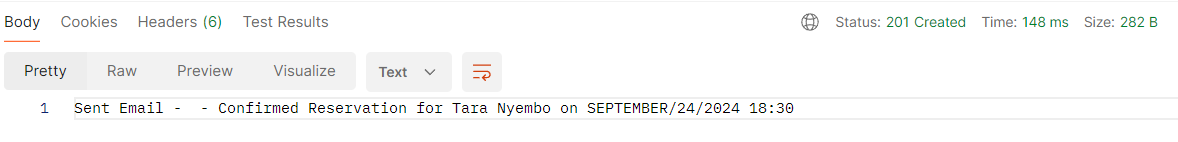 Body Cookies Headers (6) Test Results Status: 201 Created Time: 148 ms Size: 282 B
Pretty Raw Preview Visualize Text
1 Sent Email -  - Confirmed Reservation for Tara Nyembo on SEPTEMBER/24/2024 18:30